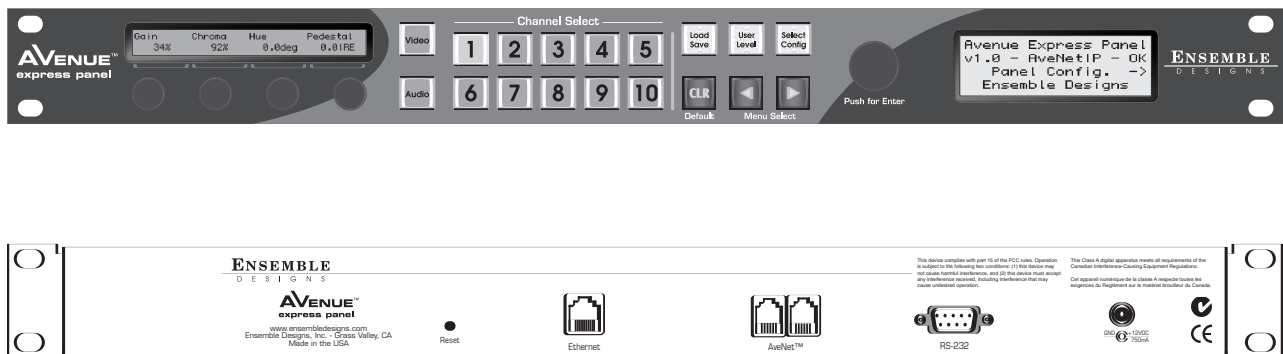 AVENUE™
express panel
Gain Chroma Hue Pedestal
34% 92% 0.0deg 0.0IRE
Video
Audio
Channel Select
1 2 3 4 5
6 7 8 9 10
Load Save
User Level
Select Config
CLR
Default
Menu Select
Push for Enter
Avenue Express Panel
v1.0 - AveNetIP - OK
Panel Config. ->
Ensemble Designs
ENSEMBLE
DESIGNS
ENSEMBLE
DESIGNS
AVENUE™
express panel
www.ensembledesigns.com
Ensemble Designs, Inc. - Grass Valley, CA
Made in the USA
Reset
Ethernet
AveNet™
This device complies with part 15 of the FCC rules. Operation
is subject to the following two conditions: (1) this device may
not cause harmful interference, and (2) this device must accept
any interference received, including interference that may
cause undesired operation.
RS-232
This Class A digital apparatus meets all requirements of the
Canadian Interference-Causing Equipment Regulations.
Cet appareil numérique de la classe A respecte toutes les
exigences du Reglément sur le matériel brouilleur du Canada.
GND +12VDC
750mA
CE